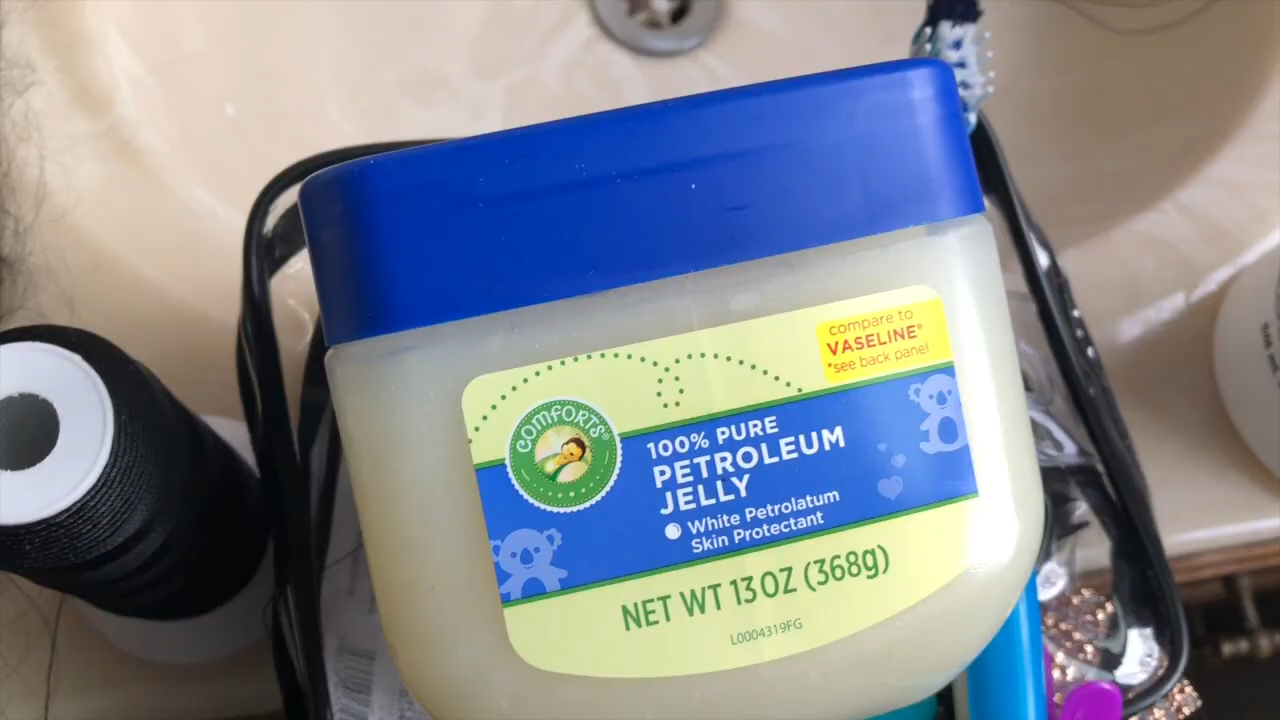 compare to
VASELINE®
*see back panel
COMFORTS®
100% PURE
PETROLEUM
JELLY
White Petrolatum
Skin Protectant
NET WT 13 OZ (368g)
L0004319FG